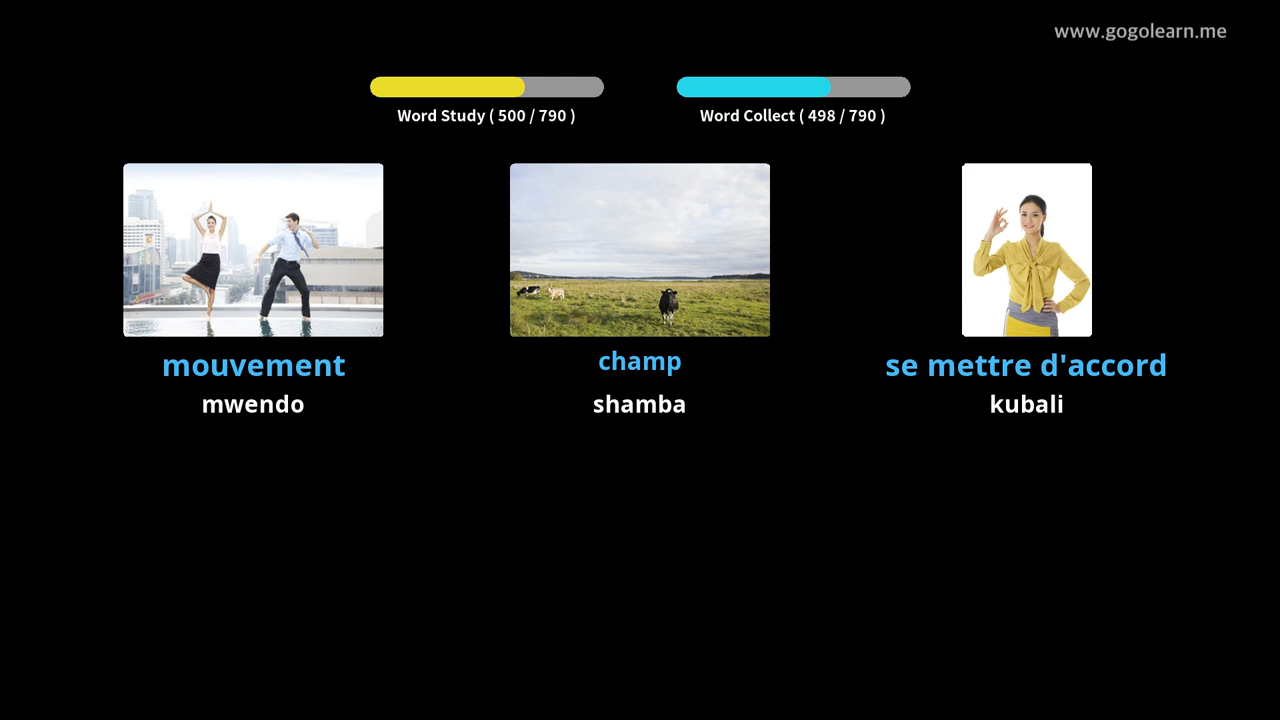 www.gogolearn.me
Word Study ( 500 / 790 )
Word Collect ( 498 / 790 )
mouvement
mwendo
champ
shamba
se mettre d'accord
kubali